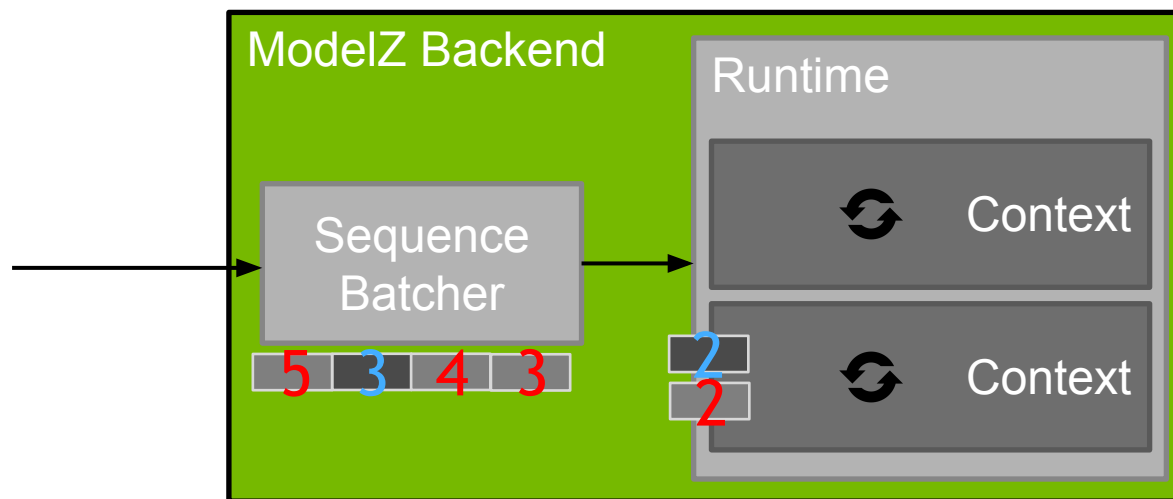 ModelZ Backend
Runtime
Context
Sequence
Batcher
5 3 4 3
2
2
Context